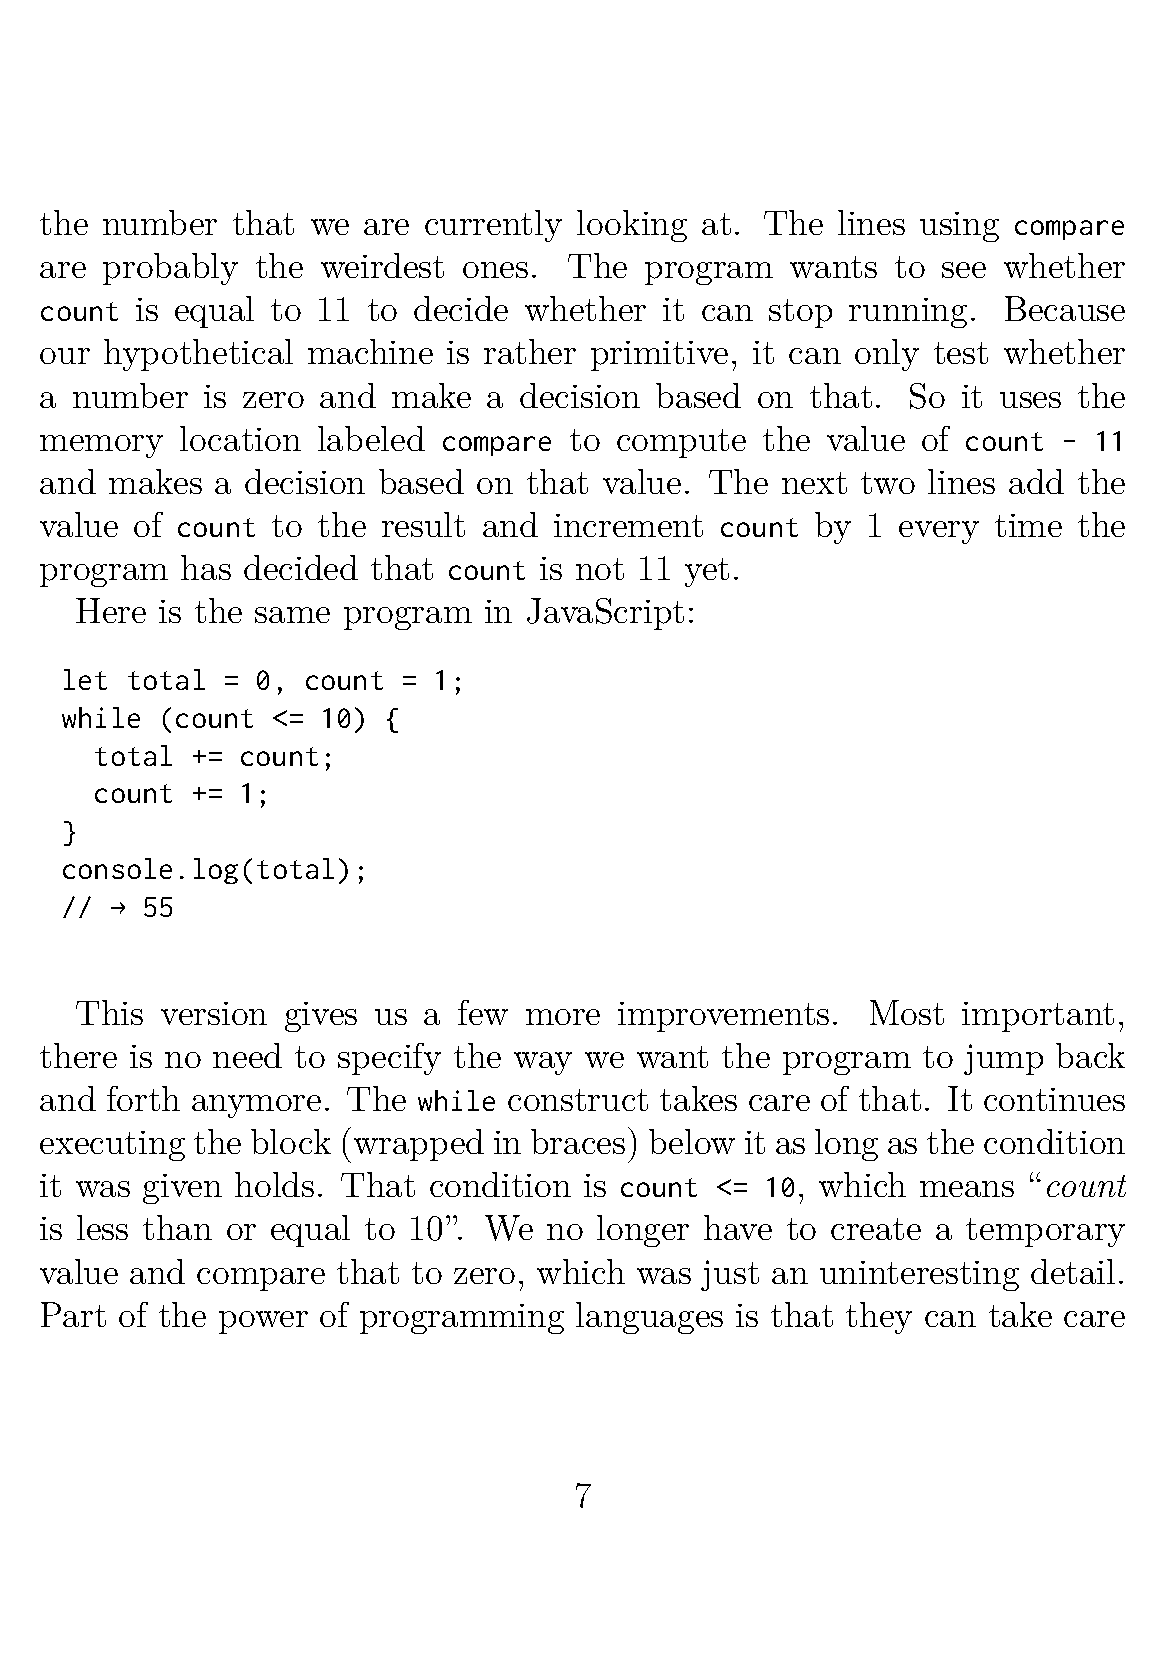 the number that we are currently looking at. The lines using compare
are probably the weirdest ones. The program wants to see whether
count is equal to 11 to decide whether it can stop running. Because
our hypothetical machine is rather primitive, it can only test whether
a number is zero and make a decision based on that. So it uses the
memory location labeled compare to compute the value of count - 11
and makes a decision based on that value. The next two lines add the
value of count to the result and increment count by 1 every time the
program has decided that count is not 11 yet.
Here is the same program in JavaScript:
let total = 0, count = 1;
while (count <= 10) {
  total += count;
  count += 1;
}
console.log(total);
// → 55
This version gives us a few more improvements. Most important,
there is no need to specify the way we want the program to jump back
and forth anymore. The while construct takes care of that. It continues
executing the block (wrapped in braces) below it as long as the condition
it was given holds. That condition is count <= 10, which means “count
is less than or equal to 10”. We no longer have to create a temporary
value and compare that to zero, which was just an uninteresting detail.
Part of the power of programming languages is that they can take care
7